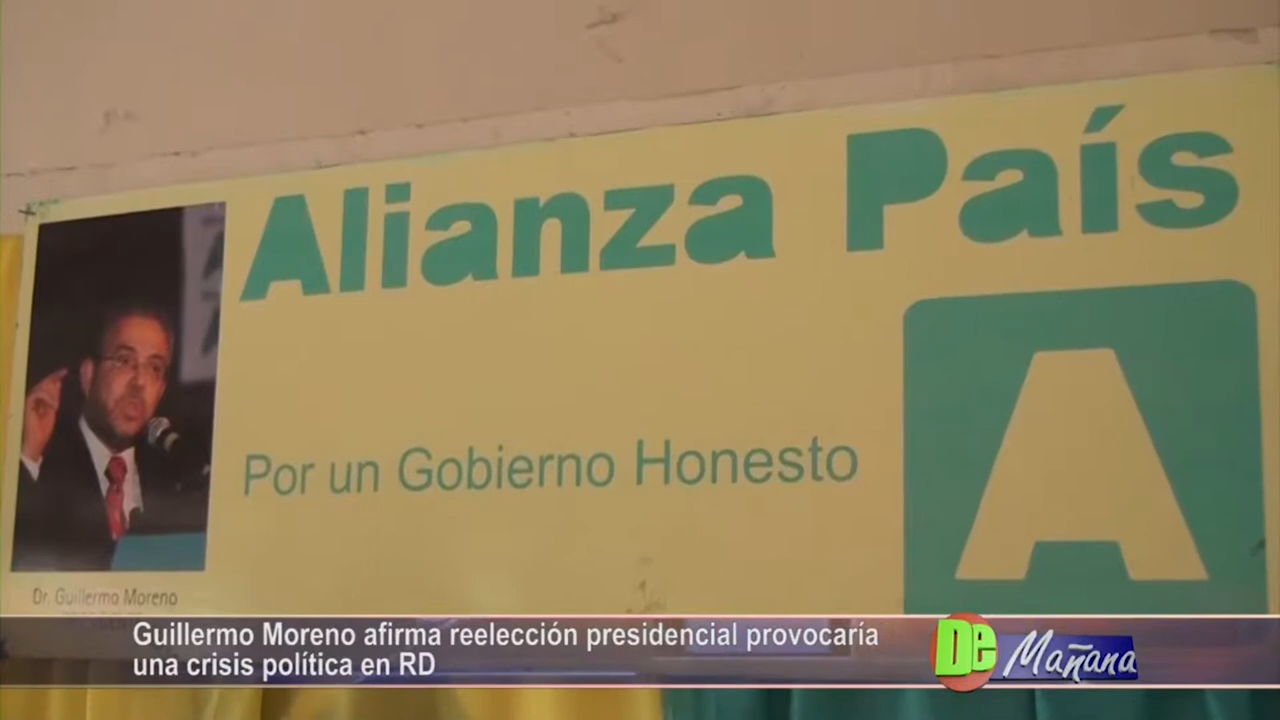 Alianza País
A
Por un Gobierno Honesto
Dr. Guillermo Moreno
Guillermo Moreno afirma reelección presidencial provocaría
una crisis política en RD
De Mañana